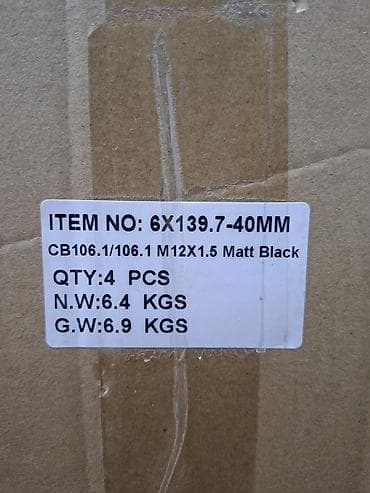 ITEM NO: 6X139.7-40MM
CB106.1/106.1 M12X1.5 Matt Black
QTY:4 PCS
N.W:6.4 KGS
G.W:6.9 KGS